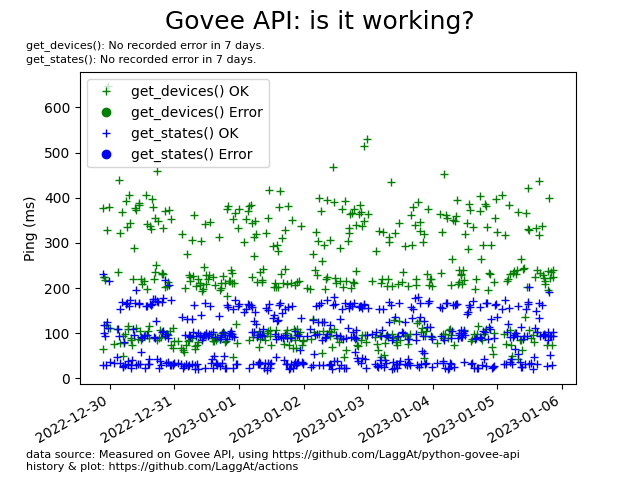 Govee API: is it working?
get_devices(): No recorded error in 7 days.
get_states(): No recorded error in 7 days.
get_devices() OK
get_devices() Error
get_states() OK
get_states() Error
Ping (ms)
600
500
400
300
200
100
0
2022-12-30
2022-12-31
2023-01-01
2023-01-02
2023-01-03
2023-01-04
2023-01-05
2023-01-06
data source: Measured on Govee API, using https://github.com/LaggAt/python-govee-api
history & plot: https://github.com/LaggAt/actions